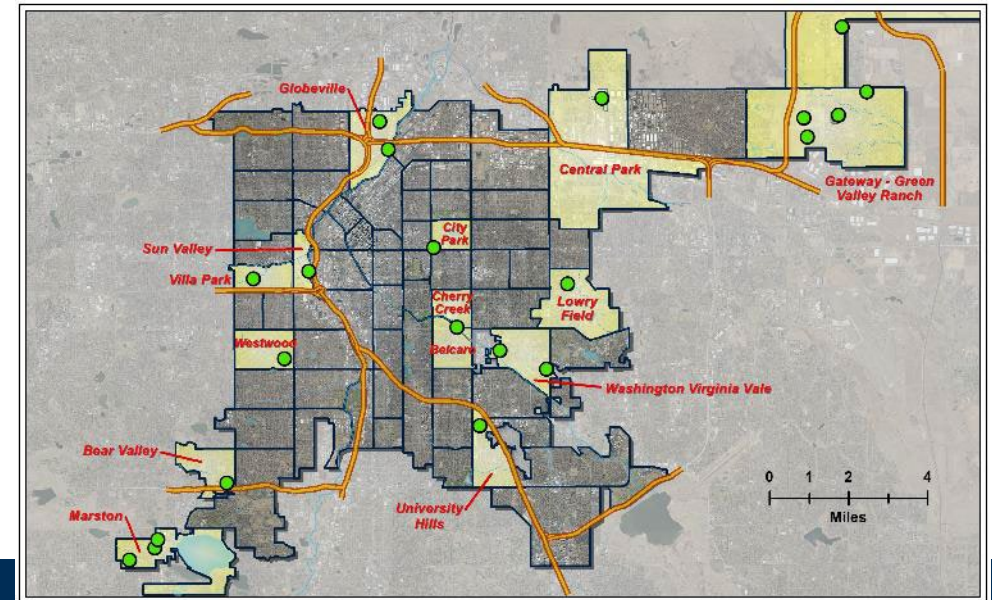 Globeville
Central Park
Gateway - Green
Valley Ranch
City
Park
Sun Valley
Villa Park
Cherry
Creek
Lowry
Field
Westwood
Belcaro
Washington Virginia Vale
Bear Valley
University
Hills
Marston
0 2 4
Miles